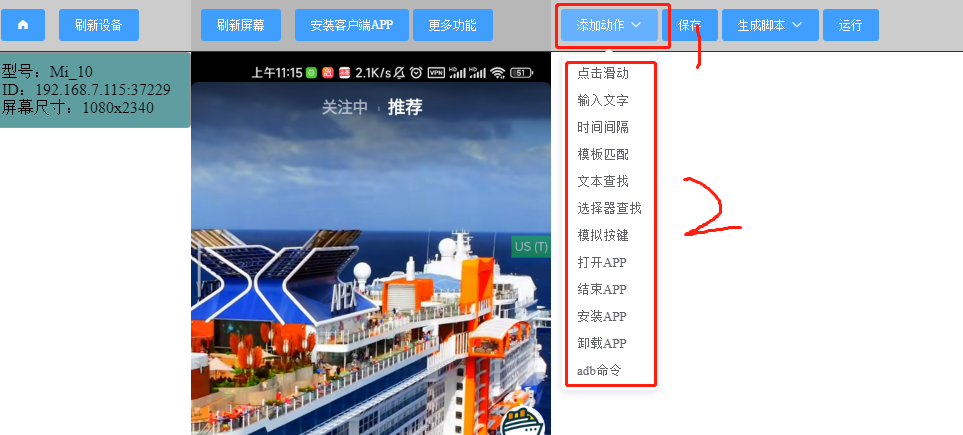 刷新设备
刷新屏幕
安装客户端APP
更多功能
添加动作
保存
生成脚本
运行
型号：Mi_10
ID：192.168.7.115:37229
屏幕尺寸：1080x2340
上午11:15 2.1K/s VPN HD HD 51
关注中 推荐
US (T)
APEX
点击滑动
输入文字
时间间隔
模板匹配
文本查找
选择器查找
模拟按键
打开APP
结束APP
安装APP
卸载APP
adb命令
1
2